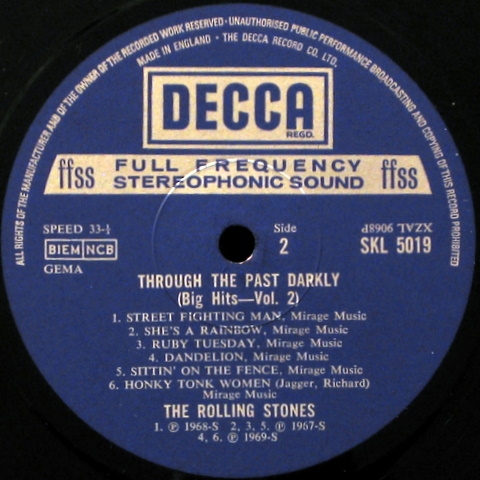 ALL RIGHTS OF THE MANUFACTURER AND OF THE OWNER OF THE RECORDED WORK RESERVED · UNAUTHORISED PUBLIC PERFORMANCE BROADCASTING AND COPYING OF THIS RECORD PROHIBITED
MADE IN ENGLAND · THE DECCA RECORD CO. LTD.
DECCA
REGD.
ffss FULL FREQUENCY ffss
STEREOPHONIC SOUND
SPEED 33-⅓
BIEM NCB
GEMA
Side
2
XZAL 9068P
SKL 5019
THROUGH THE PAST DARKLY
(Big Hits—Vol. 2)
1. STREET FIGHTING MAN, Mirage Music
2. SHE'S A RAINBOW, Mirage Music
3. RUBY TUESDAY, Mirage Music
4. DANDELION, Mirage Music
5. SITTIN' ON THE FENCE, Mirage Music
6. HONKY TONK WOMEN (Jagger, Richard)
Mirage Music
THE ROLLING STONES
1. ℗ 1968-S 2, 3, 5. ℗ 1967-S
4, 6. ℗ 1969-S